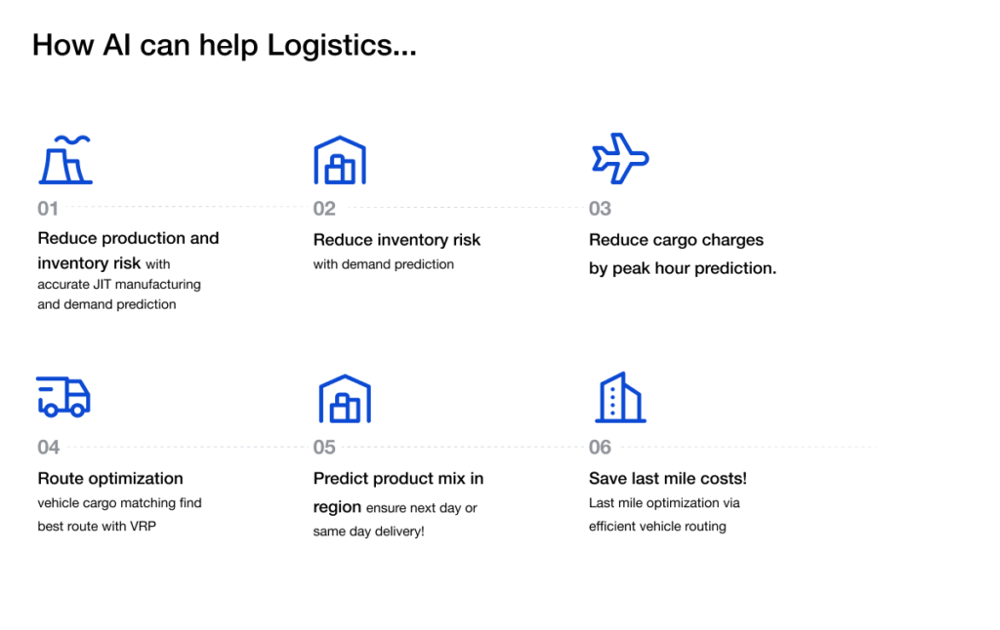 How AI can help Logistics...
01
Reduce production and
inventory risk with
accurate JIT manufacturing
and demand prediction
02
Reduce inventory risk
with demand prediction
03
Reduce cargo charges
by peak hour prediction.
04
Route optimization
vehicle cargo matching find
best route with VRP
05
Predict product mix in
region ensure next day or
same day delivery!
06
Save last mile costs!
Last mile optimization via
efficient vehicle routing